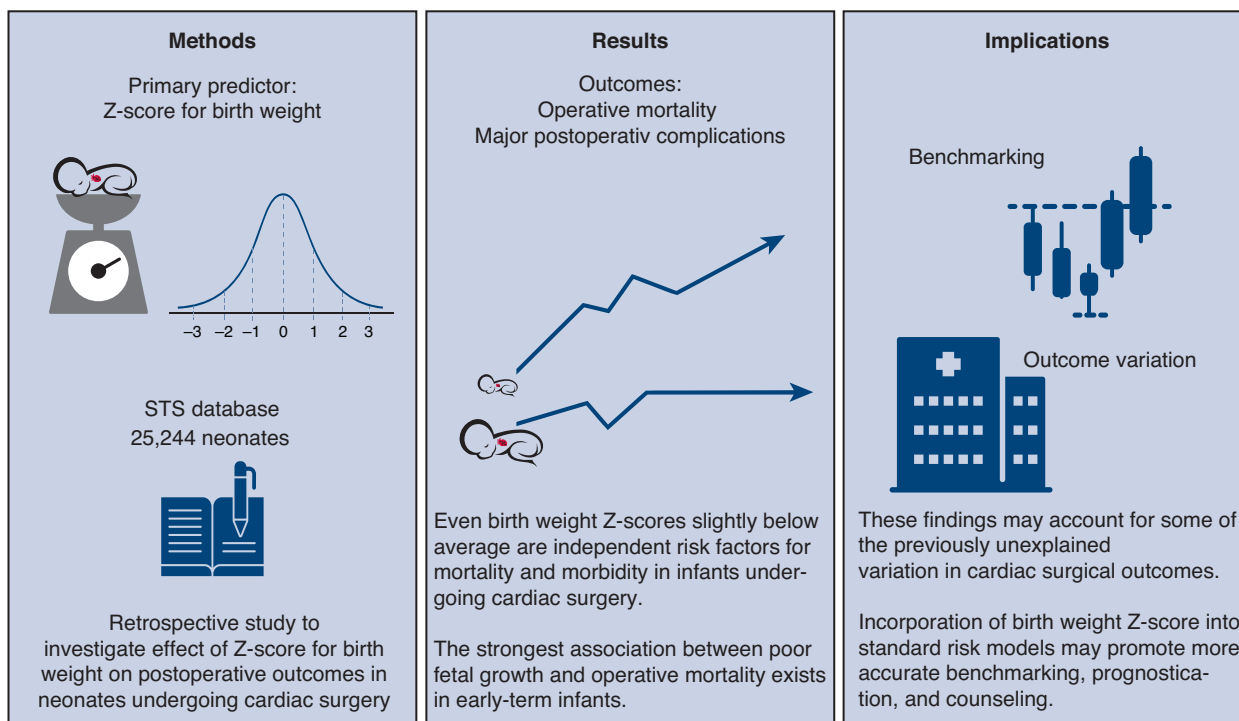 Methods
Primary predictor:
Z-score for birth weight
–3 –2 –1 0 1 2 3
STS database
25,244 neonates
Retrospective study to
investigate effect of Z-score for birth
weight on postoperative outcomes in
neonates undergoing cardiac surgery
Results
Outcomes:
Operative mortality
Major postoperativ complications
Even birth weight Z-scores slightly below
average are independent risk factors for
mortality and morbidity in infants under-
going cardiac surgery.
The strongest association between poor
fetal growth and operative mortality exists
in early-term infants.
Implications
Benchmarking
Outcome variation
These findings may account for some of
the previously unexplained
variation in cardiac surgical outcomes.
Incorporation of birth weight Z-score into
standard risk models may promote more
accurate benchmarking, prognostica-
tion, and counseling.